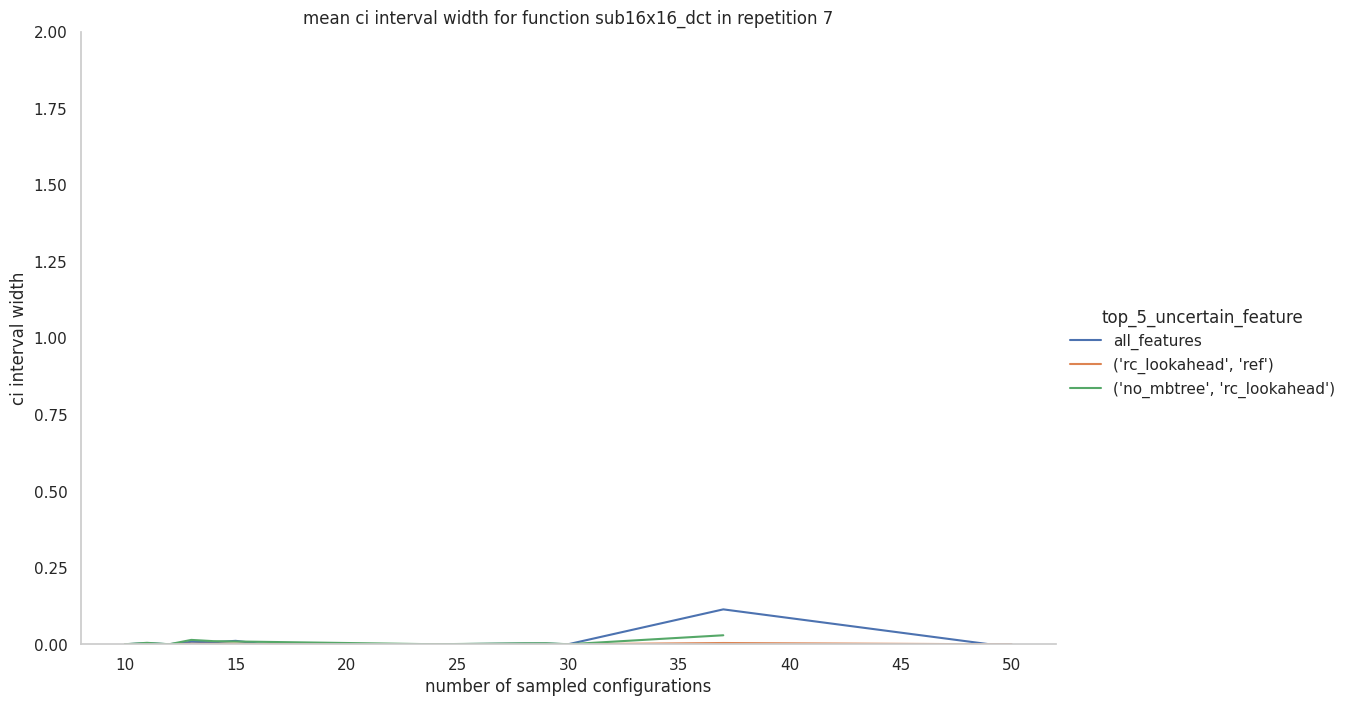 mean ci interval width for function sub16x16_dct in repetition 7
2.00
1.75
1.50
1.25
1.00
0.75
0.50
0.25
0.00
ci interval width
10 15 20 25 30 35 40 45 50
number of sampled configurations
top_5_uncertain_feature
all_features
('rc_lookahead', 'ref')
('no_mbtree', 'rc_lookahead')